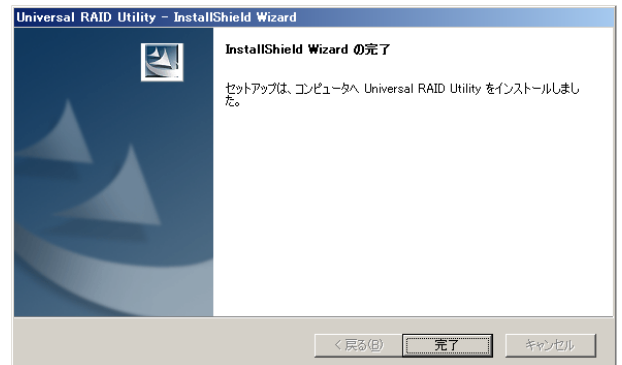 Universal RAID Utility - InstallShield Wizard
InstallShield Wizard の完了
セットアップは、コンピュータへ Universal RAID Utility をインストールしまし
た。
< 戻る(B)
完了
キャンセル